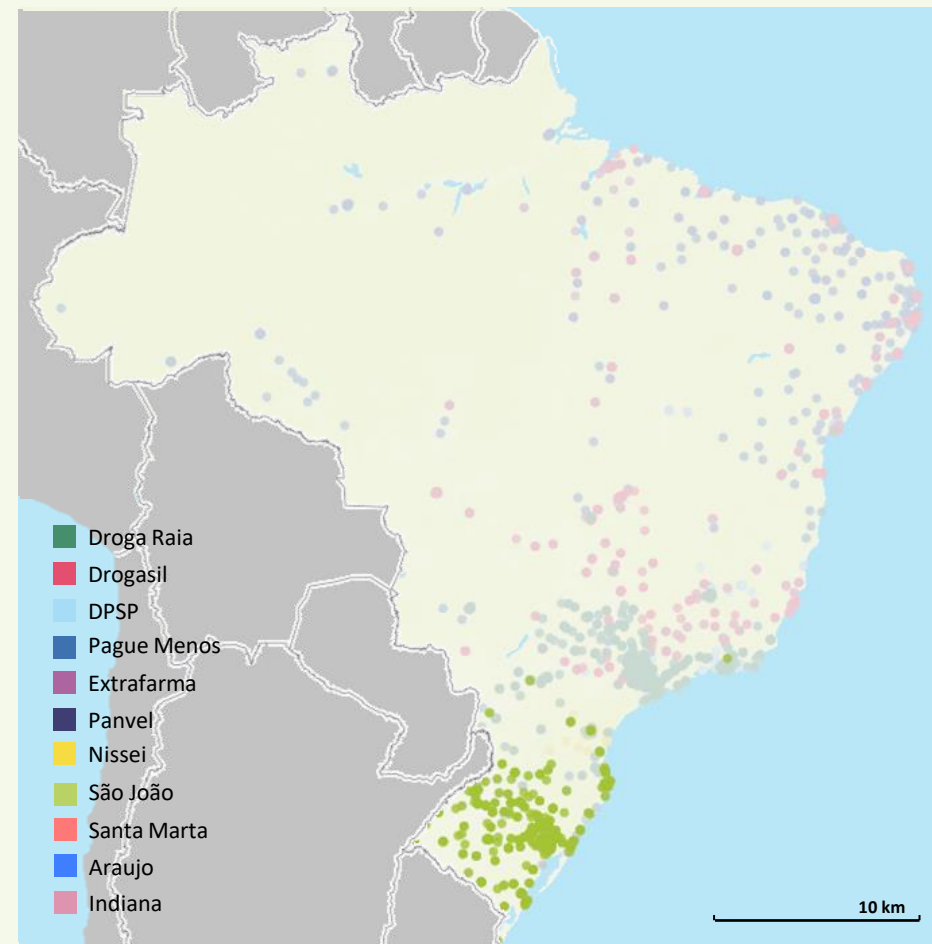 Droga Raia
Drogasil
DPSP
Pague Menos
Extrafarma
Panvel
Nissei
São João
Santa Marta
Araujo
Indiana
10 km